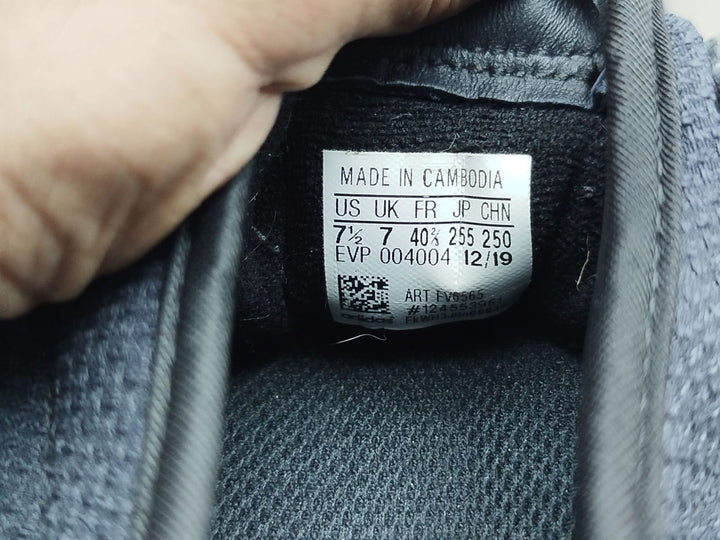 MADE IN CAMBODIA
US UK FR JP CHN
7½ 7 40⅔ 255 250
EVP 004004 12/19
ART FV6565
adidas